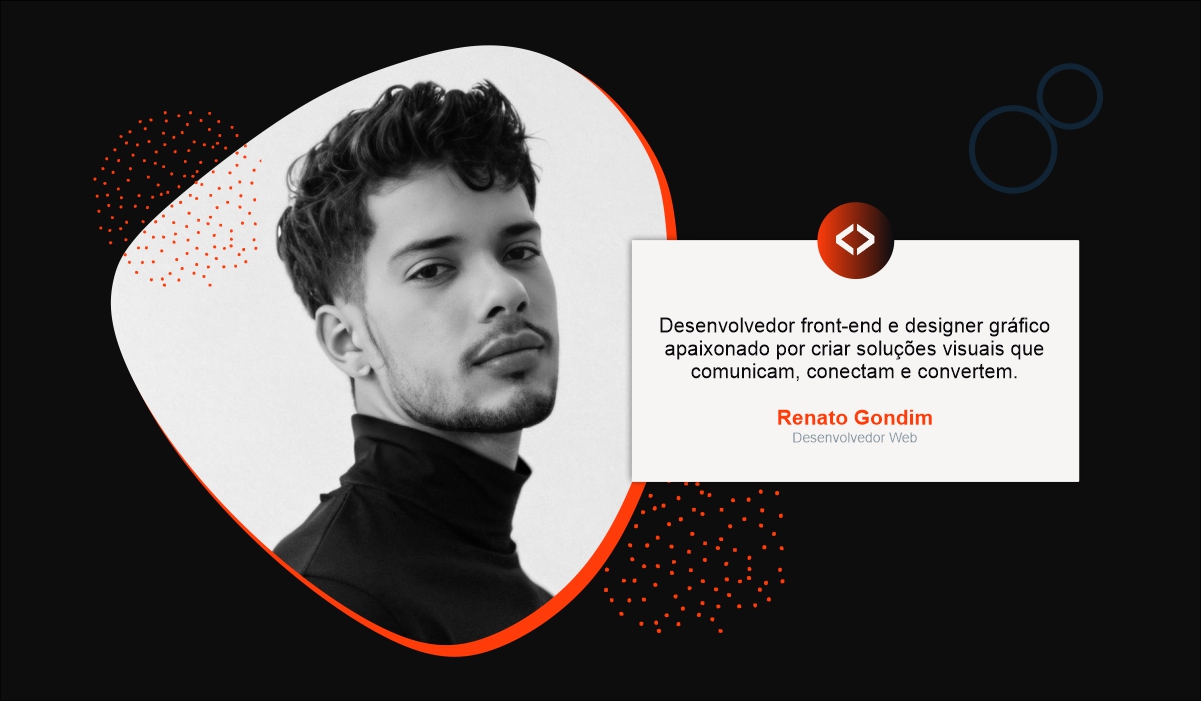 Desenvolvedor front-end e designer gráfico
apaixonado por criar soluções visuais que
comunicam, conectam e convertem.
Renato Gondim
Desenvolvedor Web